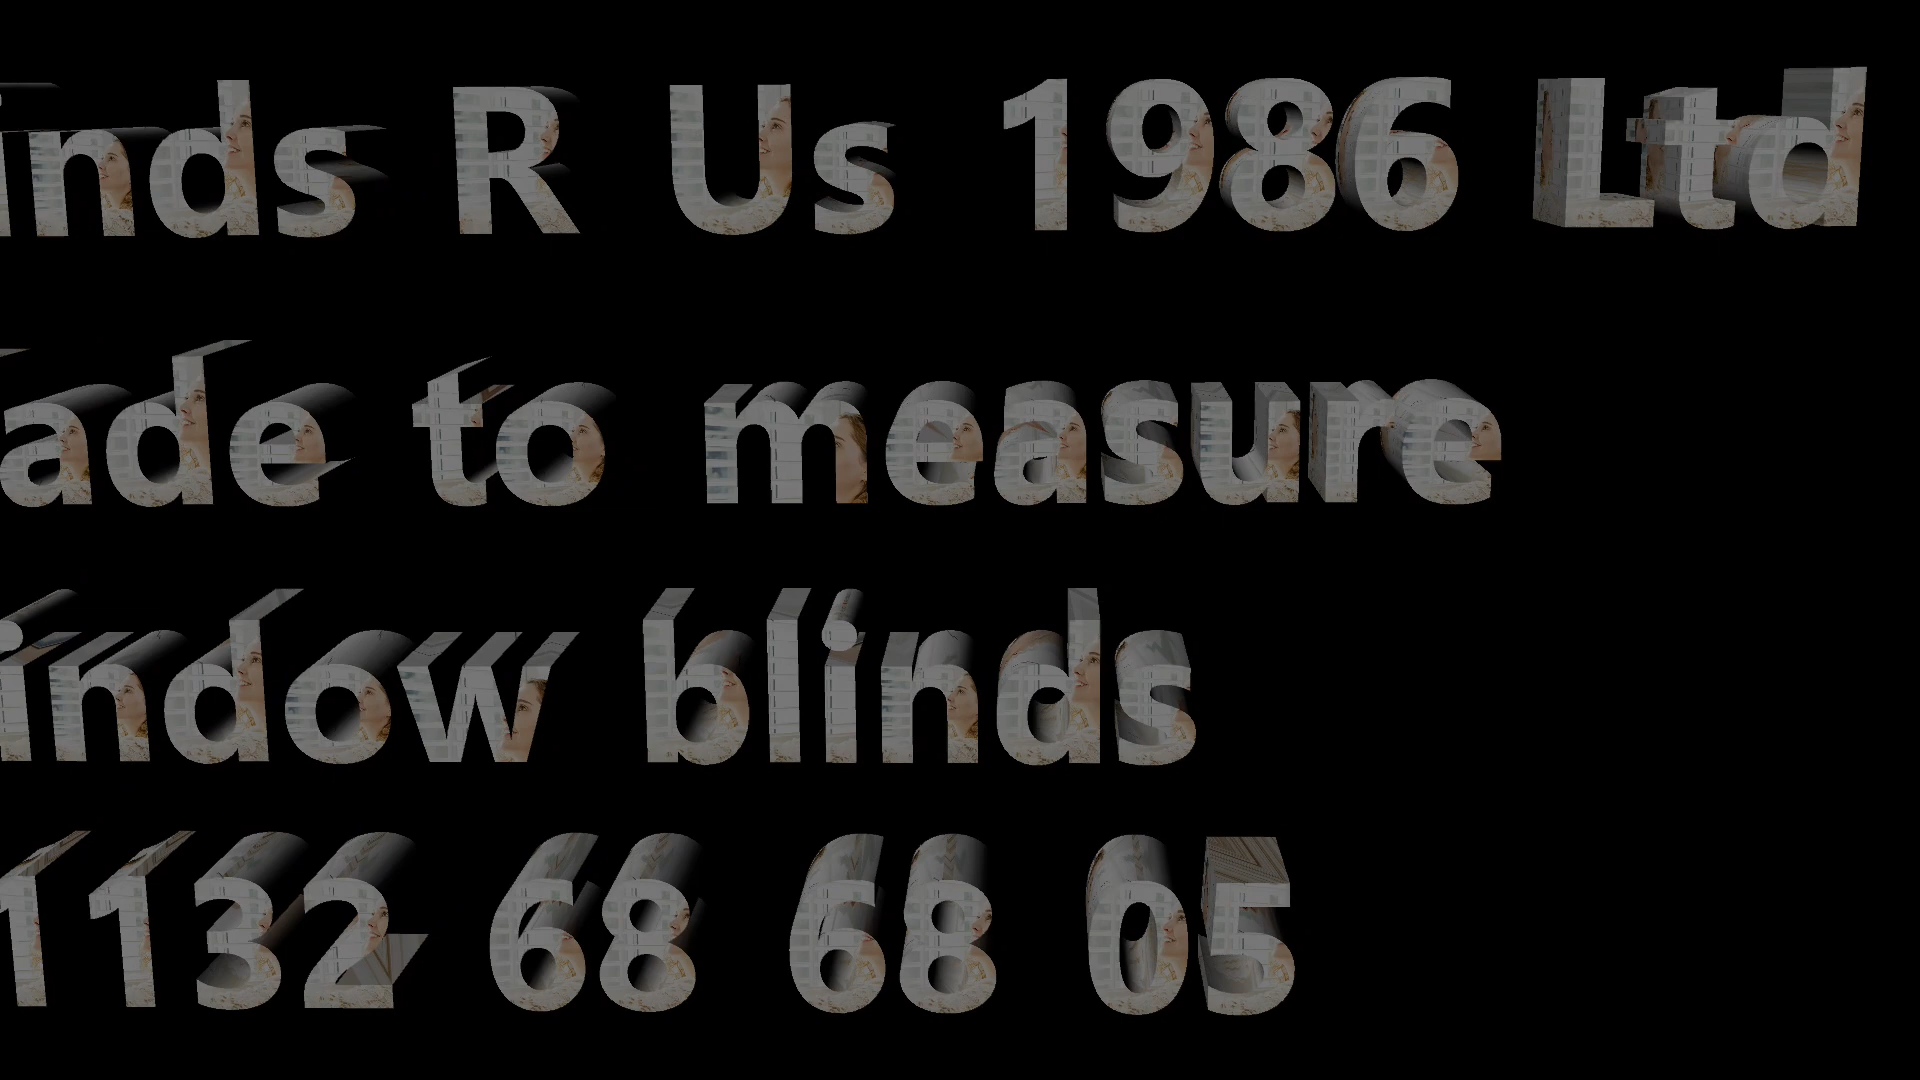 inds R Us 1986 Ltd
ade to measure
indow blinds
1132 68 68 05